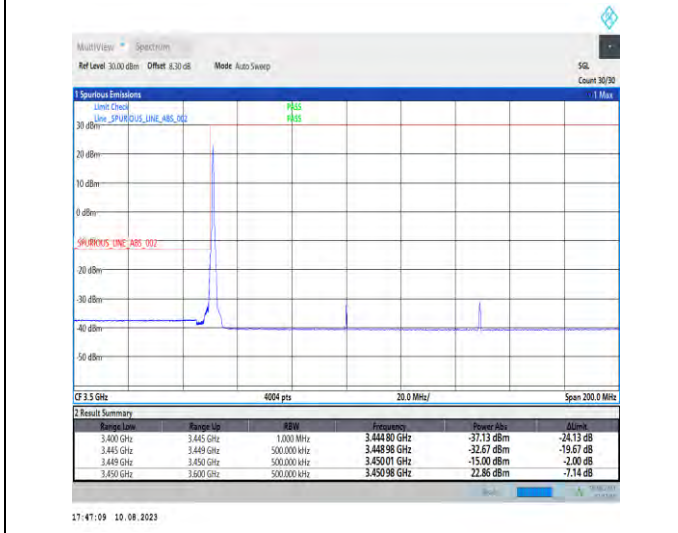 MultiView Spectrum
Ref Level 30.00 dBm Offset 8.30 dB Mode Auto Sweep SGL
Count 30/30
1 Spurious Emissions 1 Max
Limit Check PASS
Line _SPURIOUS_LINE_ABS_002 PASS
30 dBm
20 dBm
10 dBm
0 dBm
_SPURIOUS_LINE_ABS_002
-20 dBm
-30 dBm
-40 dBm
-50 dBm
CF 3.5 GHz 4004 pts 20.0 MHz/ Span 200.0 MHz
2 Result Summary
Range Low Range Up RBW Frequency Power Abs ΔLimit
3.400 GHz 3.445 GHz 1.000 MHz 3.444 80 GHz -37.13 dBm -24.13 dB
3.445 GHz 3.449 GHz 500.000 kHz 3.448 98 GHz -32.67 dBm -19.67 dB
3.449 GHz 3.450 GHz 500.000 kHz 3.450 01 GHz -15.00 dBm -2.00 dB
3.450 GHz 3.600 GHz 500.000 kHz 3.450 98 GHz 22.86 dBm -7.14 dB
17:47:09 10.08.2023